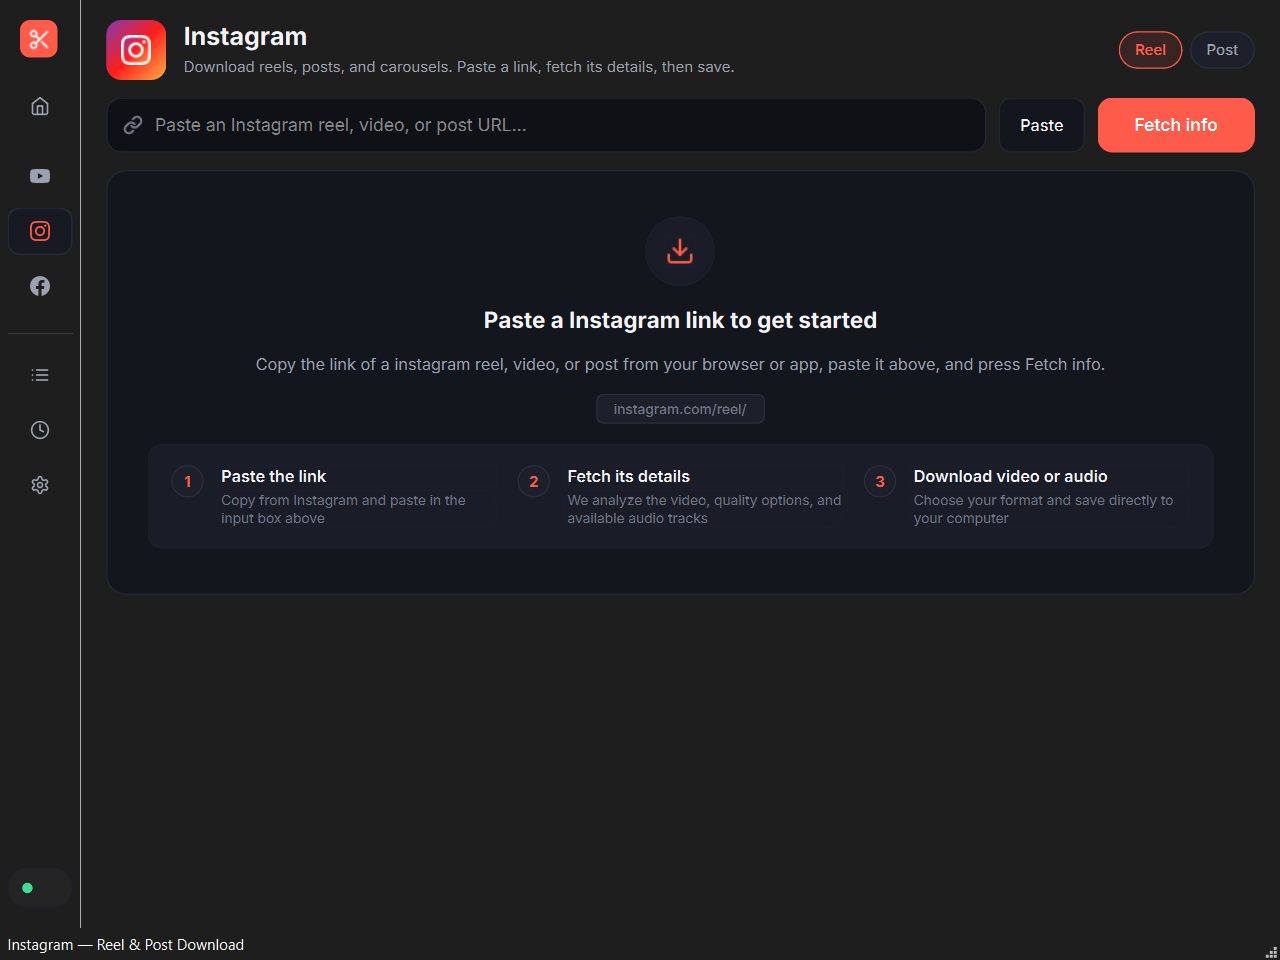 Instagram
Download reels, posts, and carousels. Paste a link, fetch its details, then save.
Reel
Post
Paste an Instagram reel, video, or post URL...
Paste
Fetch info
Paste a Instagram link to get started
Copy the link of a instagram reel, video, or post from your browser or app, paste it above, and press Fetch info.
instagram.com/reel/
1
Paste the link
Copy from Instagram and paste in the
input box above
2
Fetch its details
We analyze the video, quality options, and
available audio tracks
3
Download video or audio
Choose your format and save directly to
your computer
Instagram — Reel & Post Download